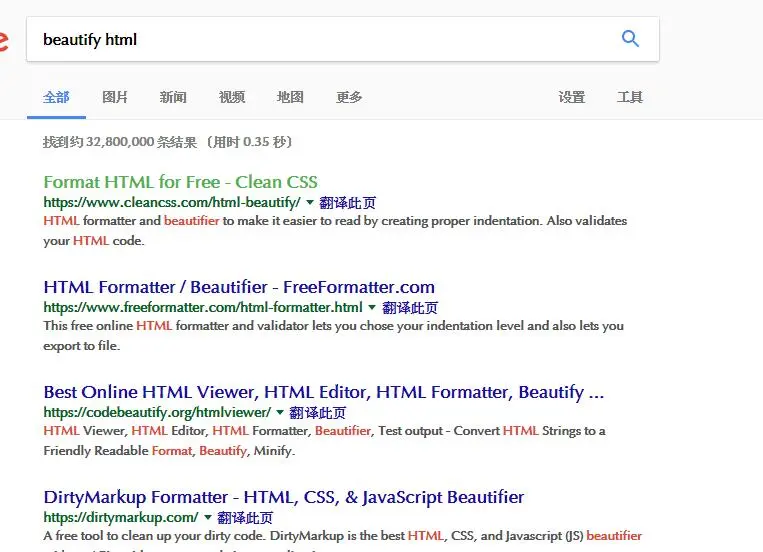 e
beautify html
全部 图片 新闻 视频 地图 更多 设置 工具
找到约 32,800,000 条结果 （用时 0.35 秒）
Format HTML for Free - Clean CSS
https://www.cleancss.com/html-beautify/ 翻译此页
HTML formatter and beautifier to make it easier to read by creating proper indentation. Also validates
your HTML code.
HTML Formatter / Beautifier - FreeFormatter.com
https://www.freeformatter.com/html-formatter.html 翻译此页
This free online HTML formatter and validator lets you chose your indentation level and also lets you
export to file.
Best Online HTML Viewer, HTML Editor, HTML Formatter, Beautify ...
https://codebeautify.org/htmlviewer/ 翻译此页
HTML Viewer, HTML Editor, HTML Formatter, Beautifier, Test output - Convert HTML Strings to a
Friendly Readable Format, Beautify, Minify.
DirtyMarkup Formatter - HTML, CSS, & JavaScript Beautifier
https://dirtymarkup.com/ 翻译此页
A free tool to clean up your dirty code. DirtyMarkup is the best HTML, CSS, and Javascript (JS) beautifier